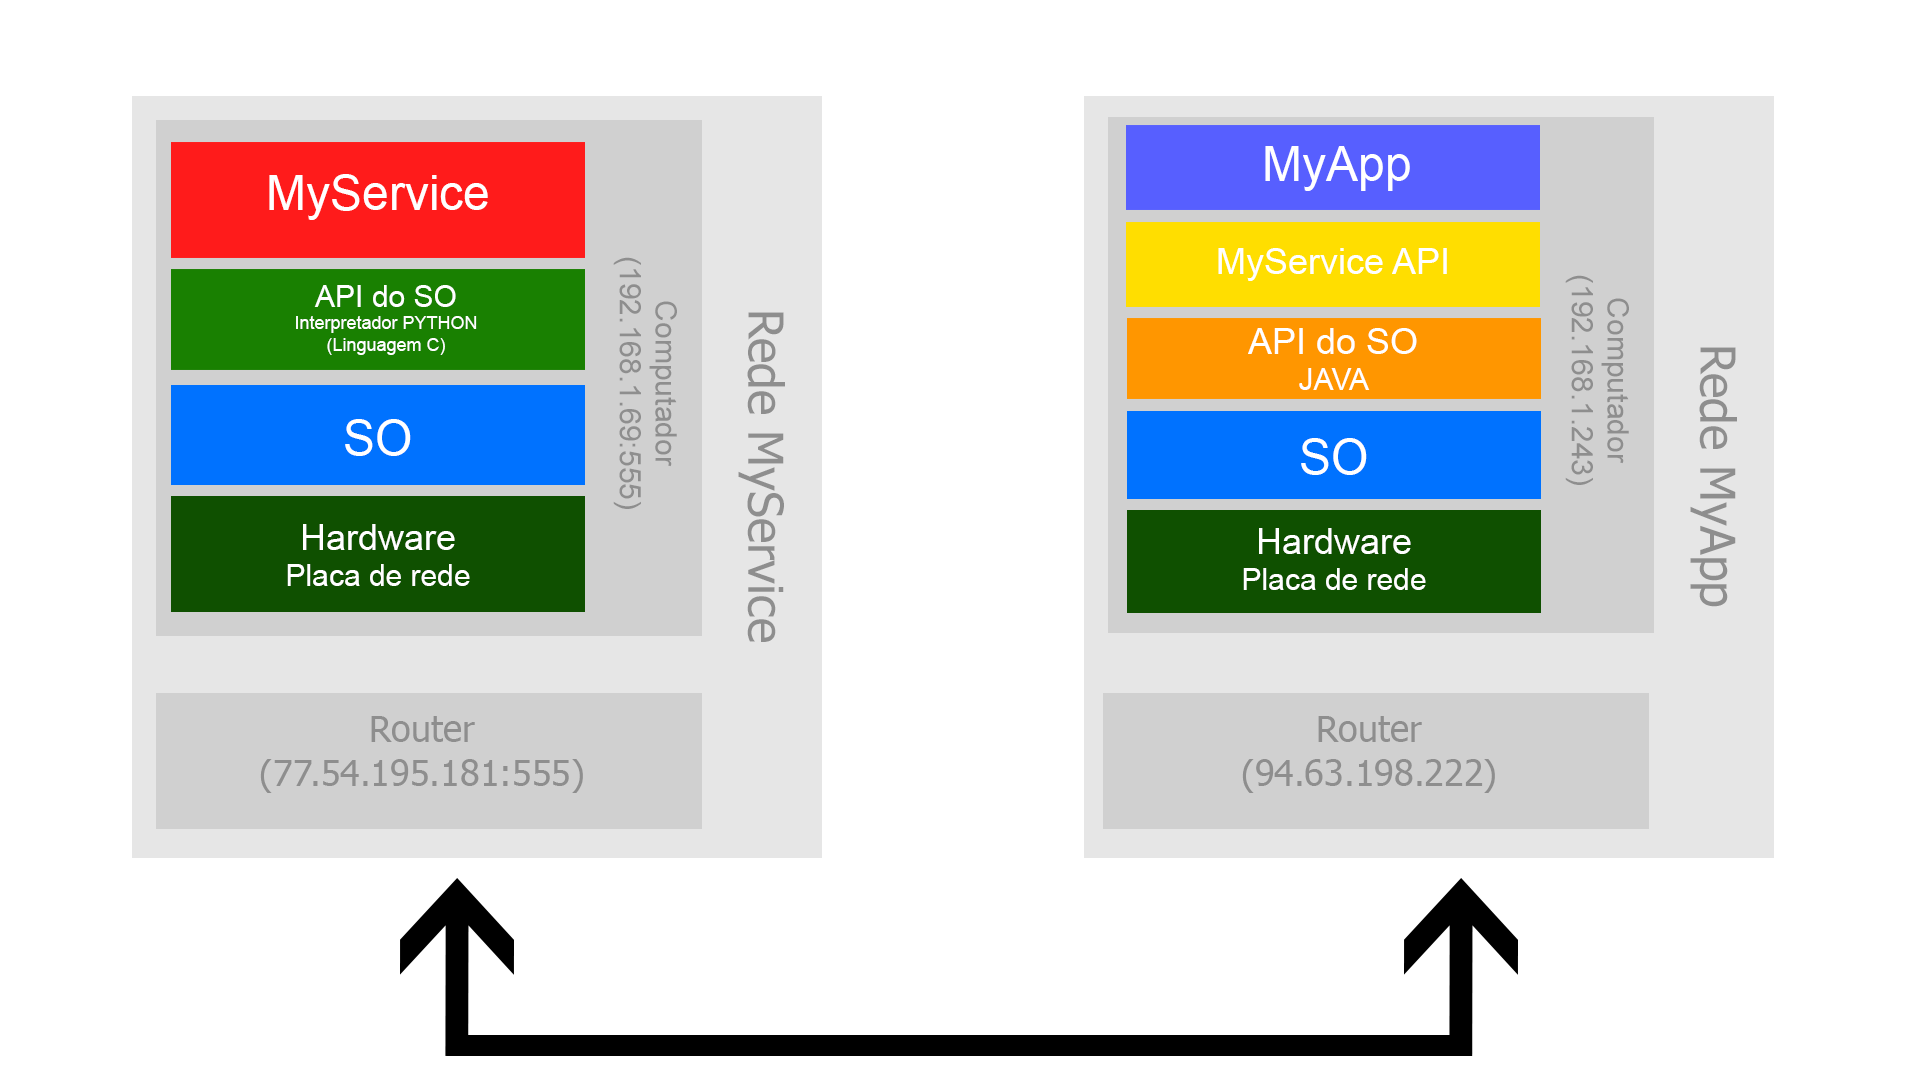 MyService
API do SO
Interpretador PYTHON
(Linguagem C)
SO
Hardware
Placa de rede
Computador
(192.168.1.69:555)
Rede MyService
Router
(77.54.195.181:555)
MyApp
MyService API
API do SO
JAVA
SO
Hardware
Placa de rede
Computador
(192.168.1.243)
Rede MyApp
Router
(94.63.198.222)